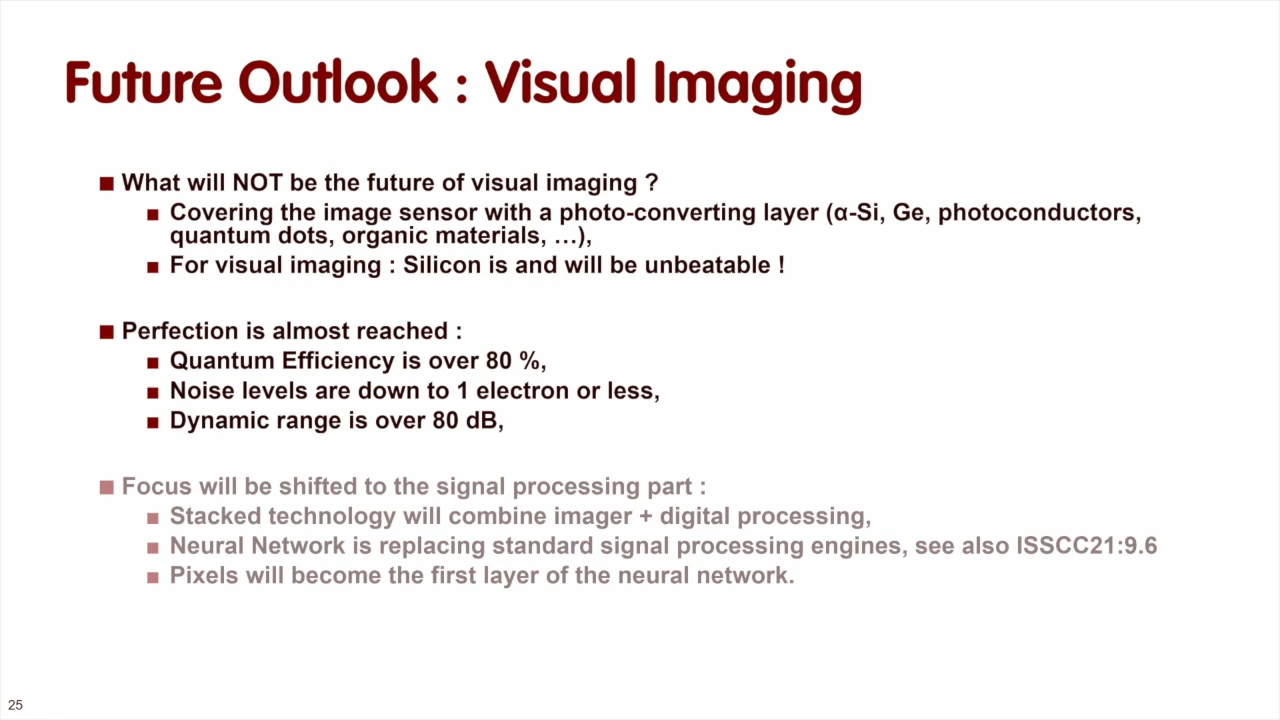 Future Outlook : Visual Imaging
■ What will NOT be the future of visual imaging ?
■ Covering the image sensor with a photo-converting layer (α-Si, Ge, photoconductors,
quantum dots, organic materials, …),
■ For visual imaging : Silicon is and will be unbeatable !
■ Perfection is almost reached :
■ Quantum Efficiency is over 80 %,
■ Noise levels are down to 1 electron or less,
■ Dynamic range is over 80 dB,
■ Focus will be shifted to the signal processing part :
■ Stacked technology will combine imager + digital processing,
■ Neural Network is replacing standard signal processing engines, see also ISSCC21:9.6
■ Pixels will become the first layer of the neural network.
25